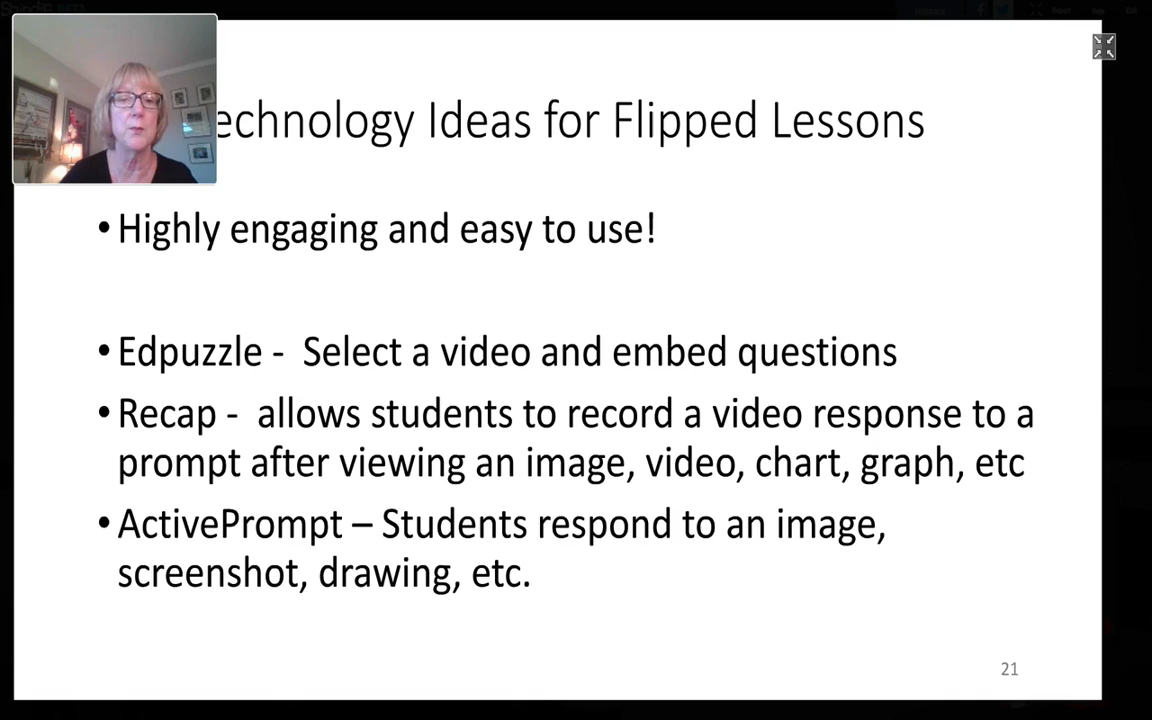 echnology Ideas for Flipped Lessons
• Highly engaging and easy to use!
• Edpuzzle - Select a video and embed questions
• Recap - allows students to record a video response to a
prompt after viewing an image, video, chart, graph, etc
• ActivePrompt – Students respond to an image,
screenshot, drawing, etc.
21